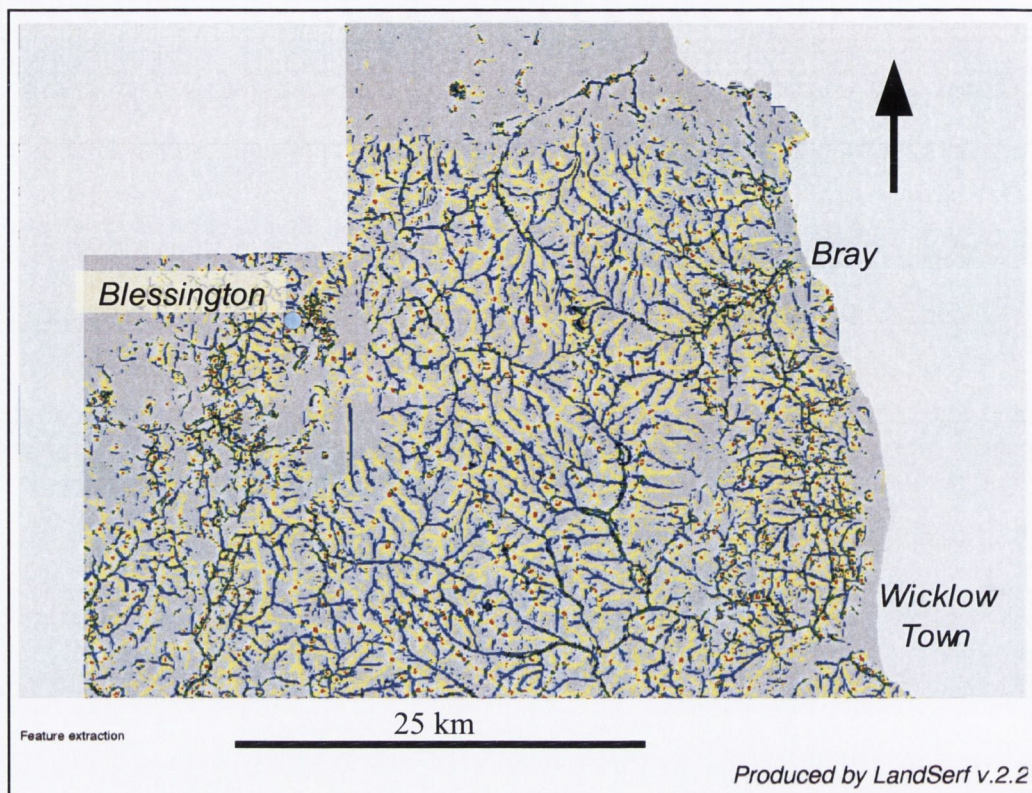 Bray
Blessington
Wicklow
Town
25 km
Feature extraction
Produced by LandSerf v.2.2